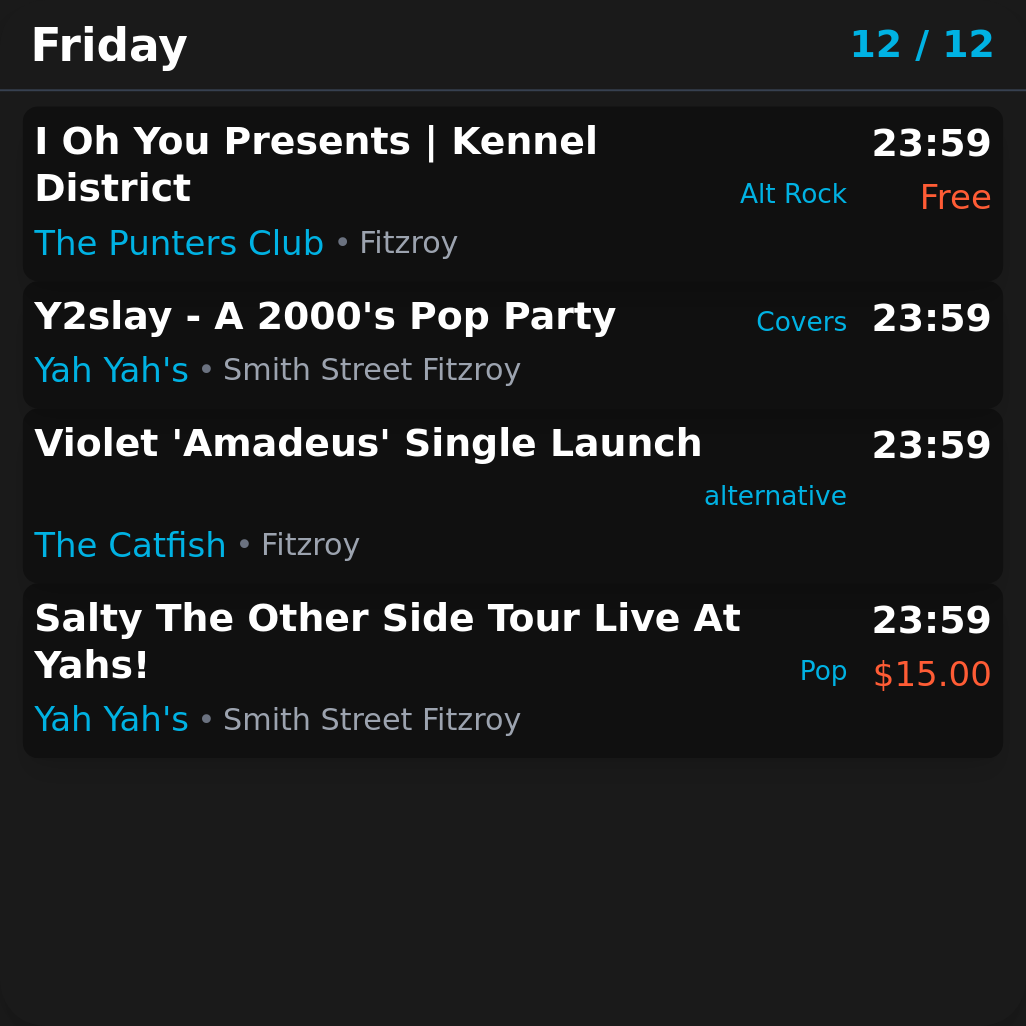 Friday 12 / 12
I Oh You Presents | Kennel District 23:59
Alt Rock Free
The Punters Club • Fitzroy
Y2slay - A 2000's Pop Party Covers 23:59
Yah Yah's • Smith Street Fitzroy
Violet 'Amadeus' Single Launch 23:59
alternative
The Catfish • Fitzroy
Salty The Other Side Tour Live At Yahs! 23:59
Pop $15.00
Yah Yah's • Smith Street Fitzroy